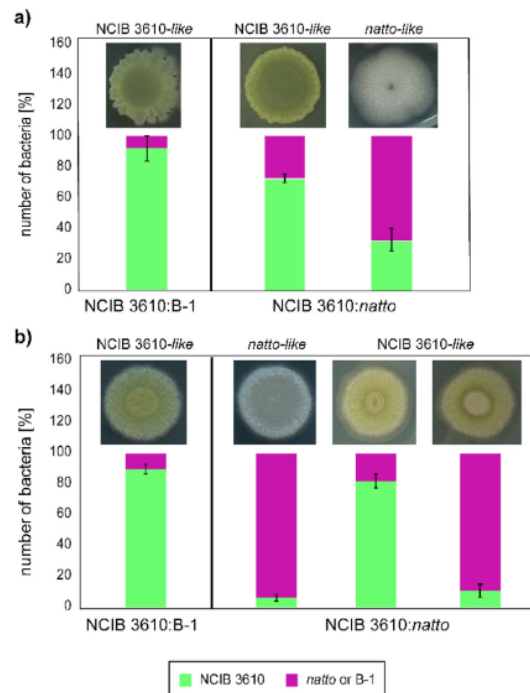 a)
NCIB 3610-like NCIB 3610-like natto-like
number of bacteria [%]
160
140
120
100
80
60
40
20
0
NCIB 3610:B-1 NCIB 3610:natto
b)
NCIB 3610-like natto-like NCIB 3610-like
number of bacteria [%]
160
140
120
100
80
60
40
20
0
NCIB 3610:B-1 NCIB 3610:natto
NCIB 3610 natto or B-1